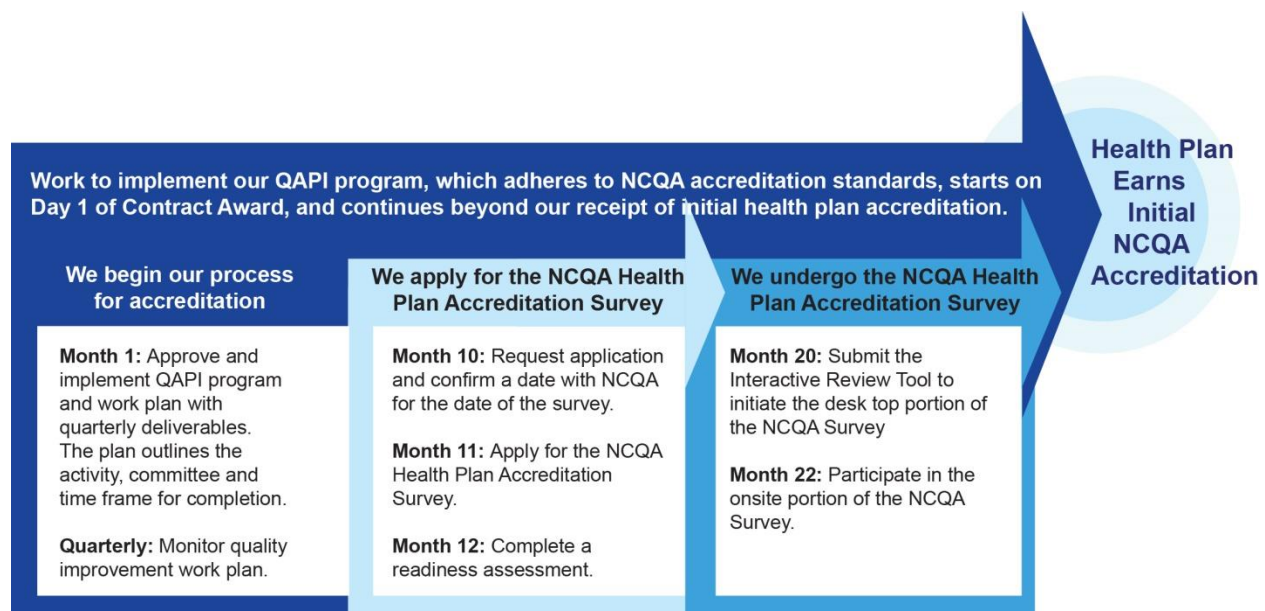 Work to implement our QAPI program, which adheres to NCQA accreditation standards, starts on
Day 1 of Contract Award, and continues beyond our receipt of initial health plan accreditation.
We begin our process
for accreditation
Month 1: Approve and
implement QAPI program
and work plan with
quarterly deliverables.
The plan outlines the
activity, committee and
time frame for completion.
Quarterly: Monitor quality
improvement work plan.
We apply for the NCQA Health
Plan Accreditation Survey
Month 10: Request application
and confirm a date with NCQA
for the date of the survey.
Month 11: Apply for the NCQA
Health Plan Accreditation
Survey.
Month 12: Complete a
readiness assessment.
We undergo the NCQA Health
Plan Accreditation Survey
Month 20: Submit the
Interactive Review Tool to
initiate the desk top portion of
the NCQA Survey
Month 22: Participate in the
onsite portion of the NCQA
Survey.
Health Plan
Earns
Initial
NCQA
Accreditation